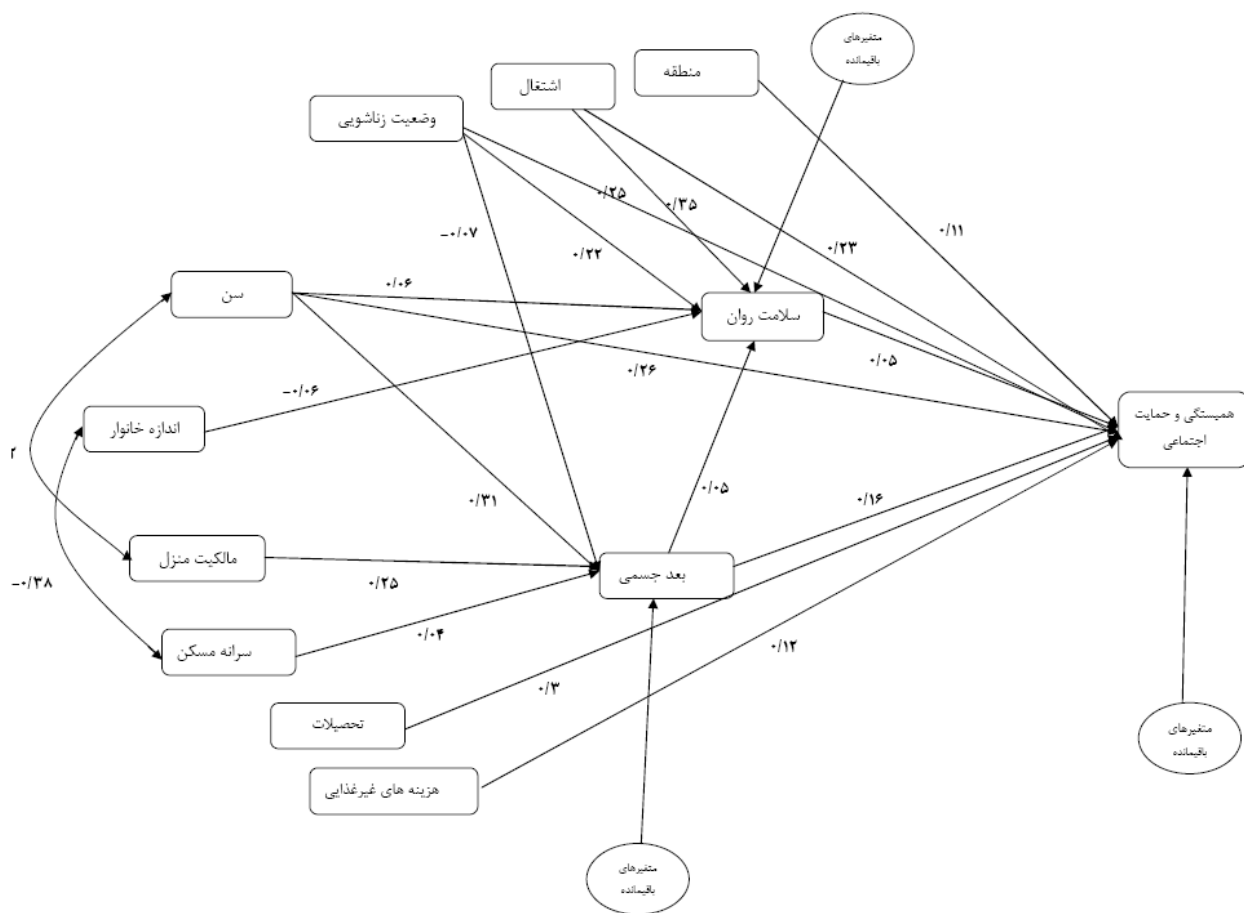 متغیرهای
باقیمانده
منطقه
اشتغال
وضعیت زناشویی
۰/۲۵
۰/۳۵
۰/۲۳
۰/۱۱
-۰/۰۷
۰/۲۲
سن
۰/۰۶
سلامت روان
۰/۰۵
۰/۲۶
-۰/۰۶
اندازه خانوار
همبستگی و حمایت
اجتماعی
۲
۰/۳۱
۰/۰۵
۰/۱۶
مالکیت منزل
۰/۲۵
بعد جسمی
-۰/۳۸
سرانه مسکن
۰/۰۴
۰/۱۲
۰/۳
تحصیلات
متغیرهای
باقیمانده
هزینه های غیرغذایی
متغیرهای
باقیمانده